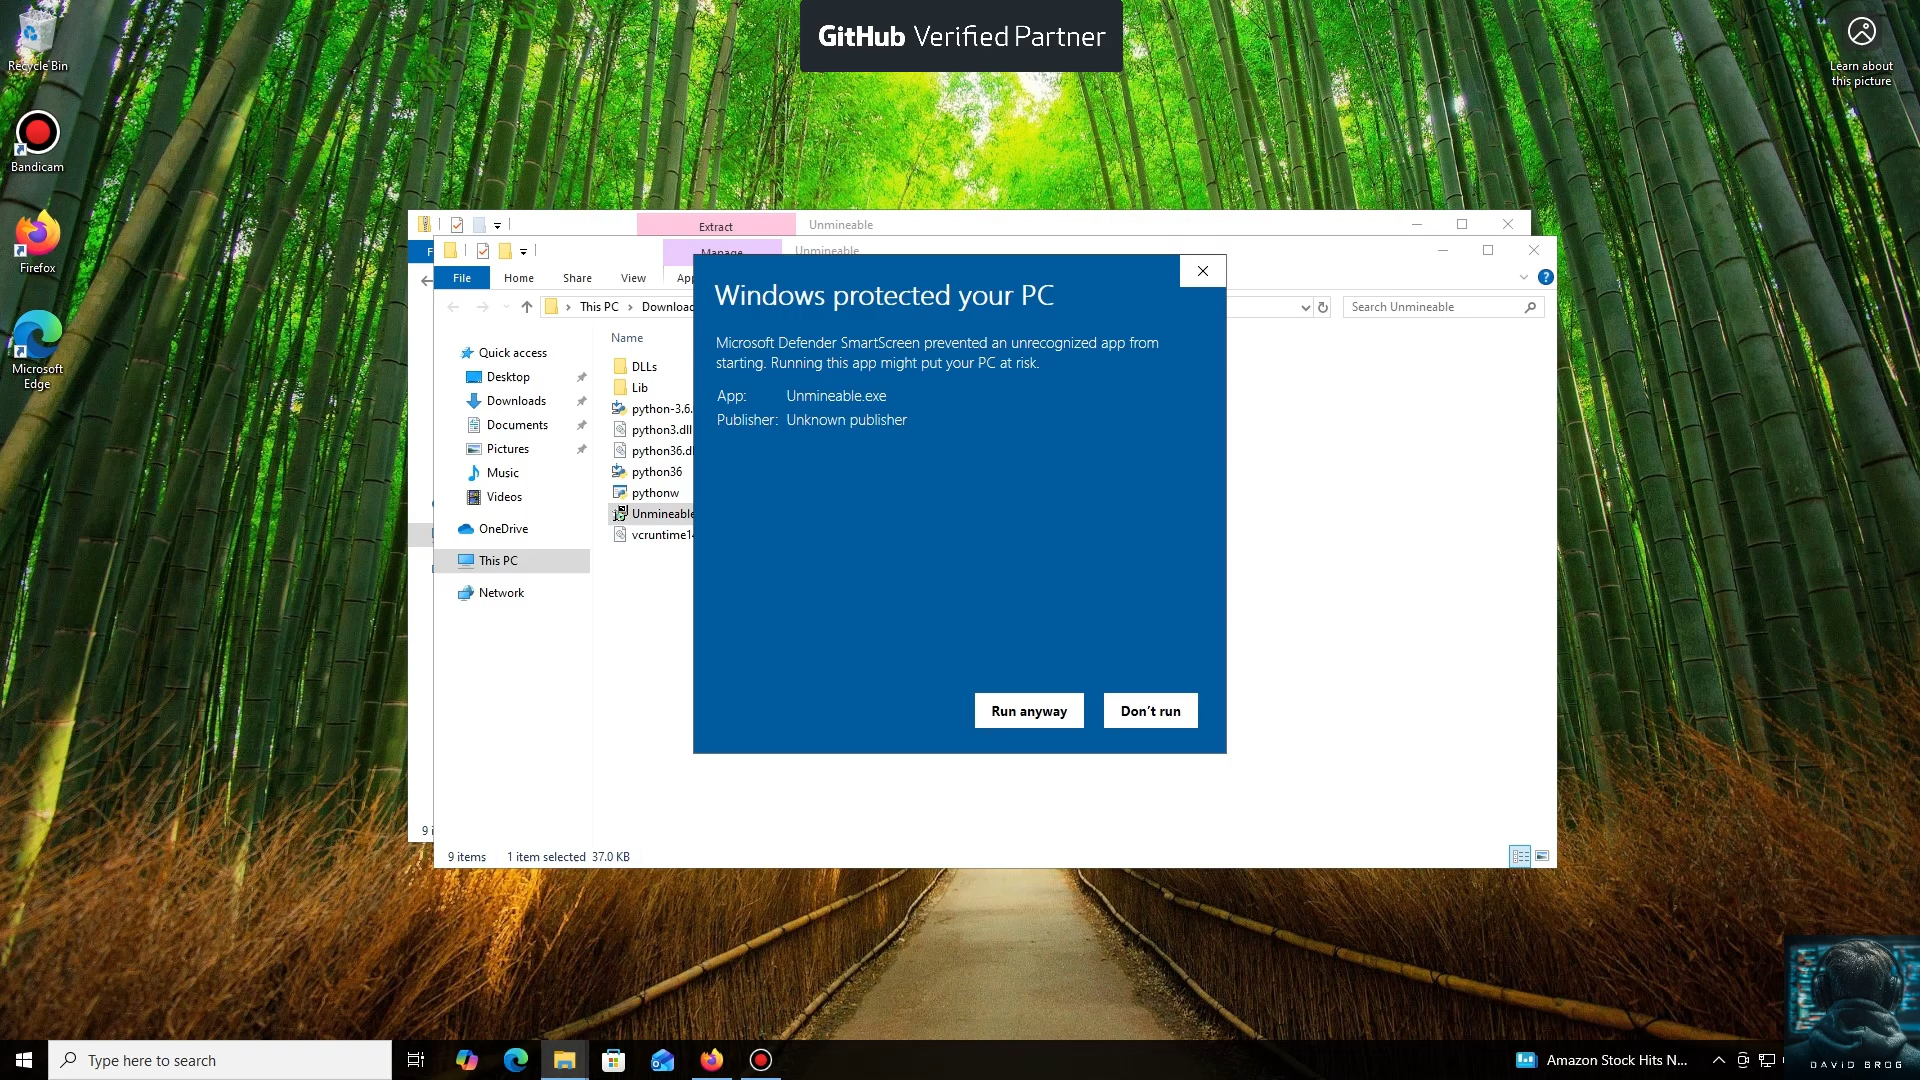 GitHub Verified Partner
Recycle Bin
Learn about
this picture
Bandicam
Firefox
Microsoft
Edge
Extract
Unmineable
Manage
Unmineable
File
Home
Share
View
This PC
Search Unmineable
Name
Quick access
Desktop
Downloads
Documents
Pictures
Music
Videos
OneDrive
This PC
Network
DLLs
Lib
python-3.6.
python3.dll
python36
pythonw
Unmineable
Windows protected your PC
Microsoft Defender SmartScreen prevented an unrecognized app from
starting. Running this app might put your PC at risk.
App: Unmineable.exe
Publisher: Unknown publisher
Run anyway
Don't run
9 items
1 item selected 37.0 KB
Type here to search
Amazon Stock Hits N...
DAVID BROG